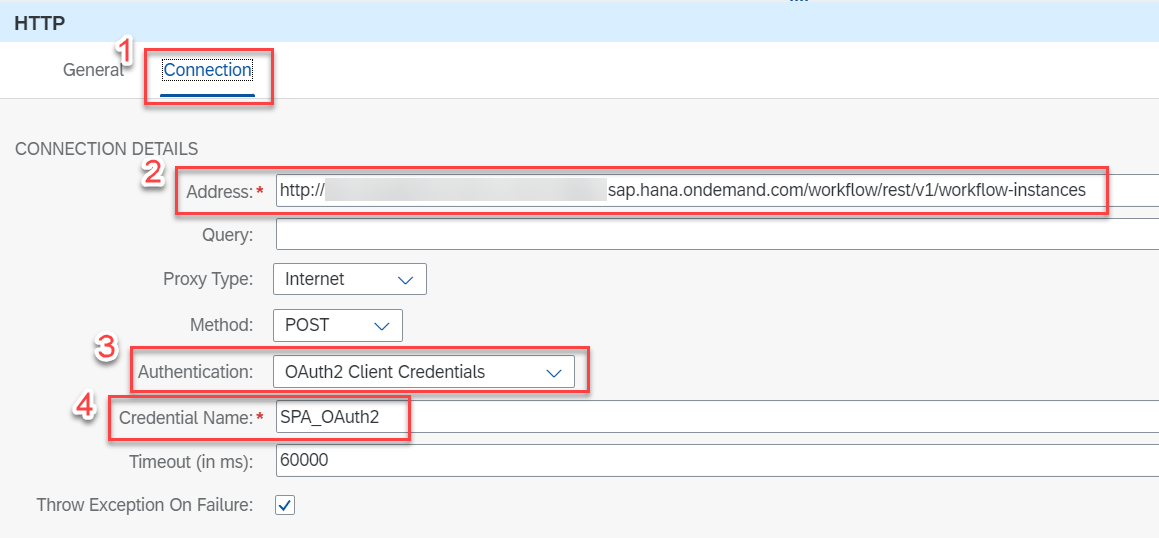 HTTP
1
General Connection
CONNECTION DETAILS
2
Address: * http:// sap.hana.ondemand.com/workflow/rest/v1/workflow-instances
Query:
Proxy Type: Internet
Method: POST
3
Authentication: OAuth2 Client Credentials
4
Credential Name: * SPA_OAuth2
Timeout (in ms): 60000
Throw Exception On Failure: